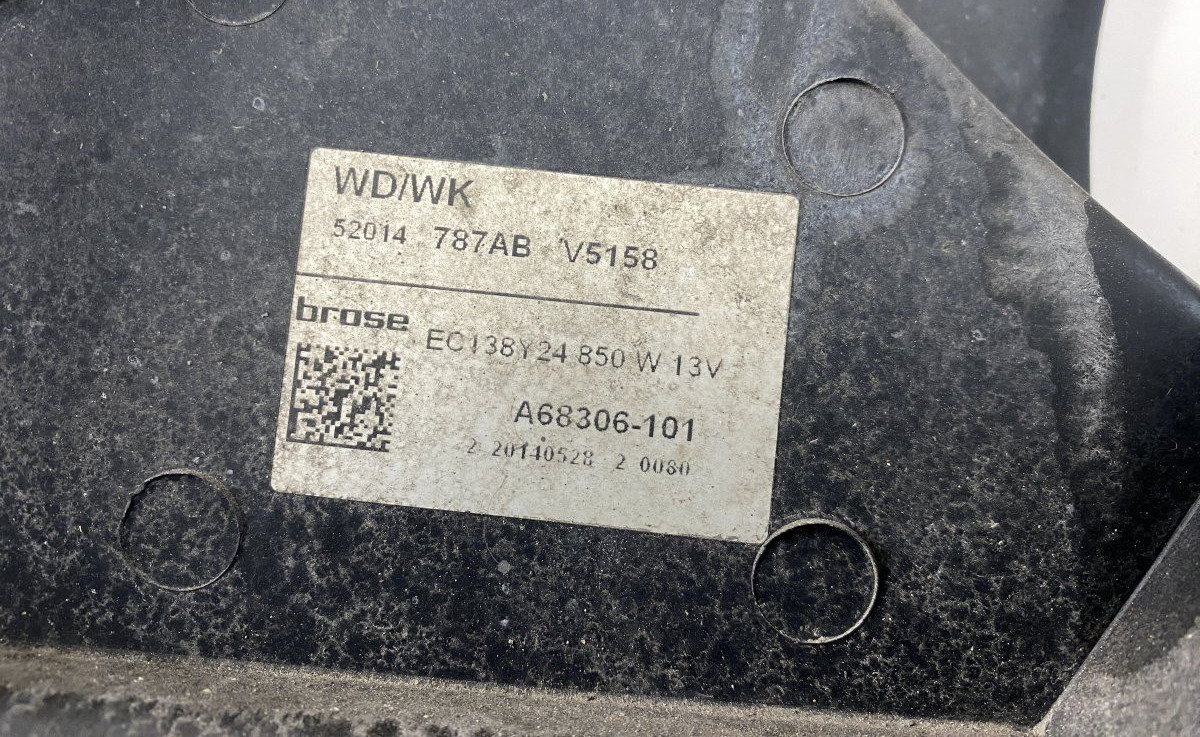 WD/WK
52014 787AB V5158
brose
EC138Y24 850 W 13V
A68306-101
2 20140528 2 0080